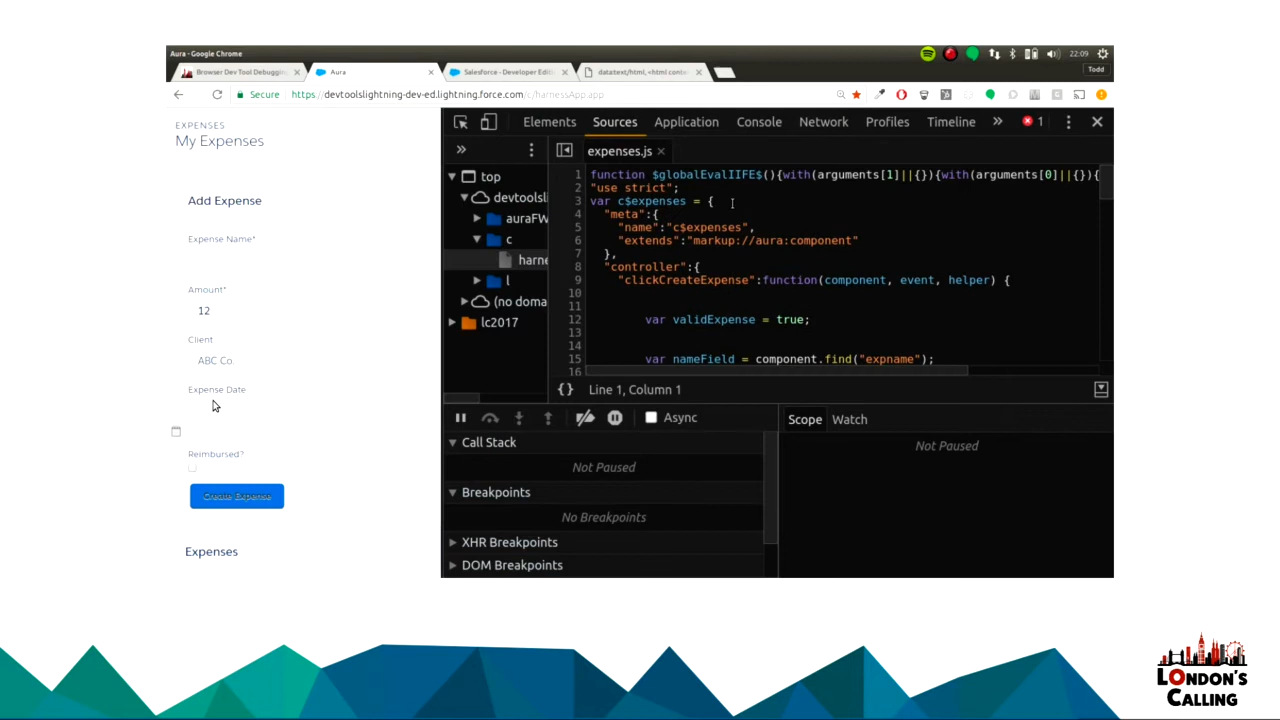 Aura - Google Chrome
22:09
Browser Dev Tool Debuggin
Aura
Salesforce - Developer Editi
data:text/html, <html conte
Todd
Secure
https://devtoolslightning-dev-ed.lightning.force.com/c/harnessApp.app
EXPENSES
My Expenses
Add Expense
Expense Name*
Amount*
12
Client
ABC Co.
Expense Date
Reimbursed?
Create Expense
Expenses
Elements
Sources
Application
Console
Network
Profiles
Timeline
»
1
»
expenses.js
top
devtoolsl
auraFW
c
harne
l
(no doma
lc2017
1 function $globalEvalIIFE$(){with(arguments[1]||{}){with(arguments[0]||{}){
2 "use strict";
3 var c$expenses = {
4 "meta":{
5 "name":"c$expenses",
6 "extends":"markup://aura:component"
7 },
8 "controller":{
9 "clickCreateExpense":function(component, event, helper) {
10
11
12 var validExpense = true;
13
14
15 var nameField = component.find("expname");
16
{} Line 1, Column 1
Async
Call Stack
Not Paused
Breakpoints
No Breakpoints
XHR Breakpoints
DOM Breakpoints
Scope
Watch
Not Paused
LONDON'S
CALLING